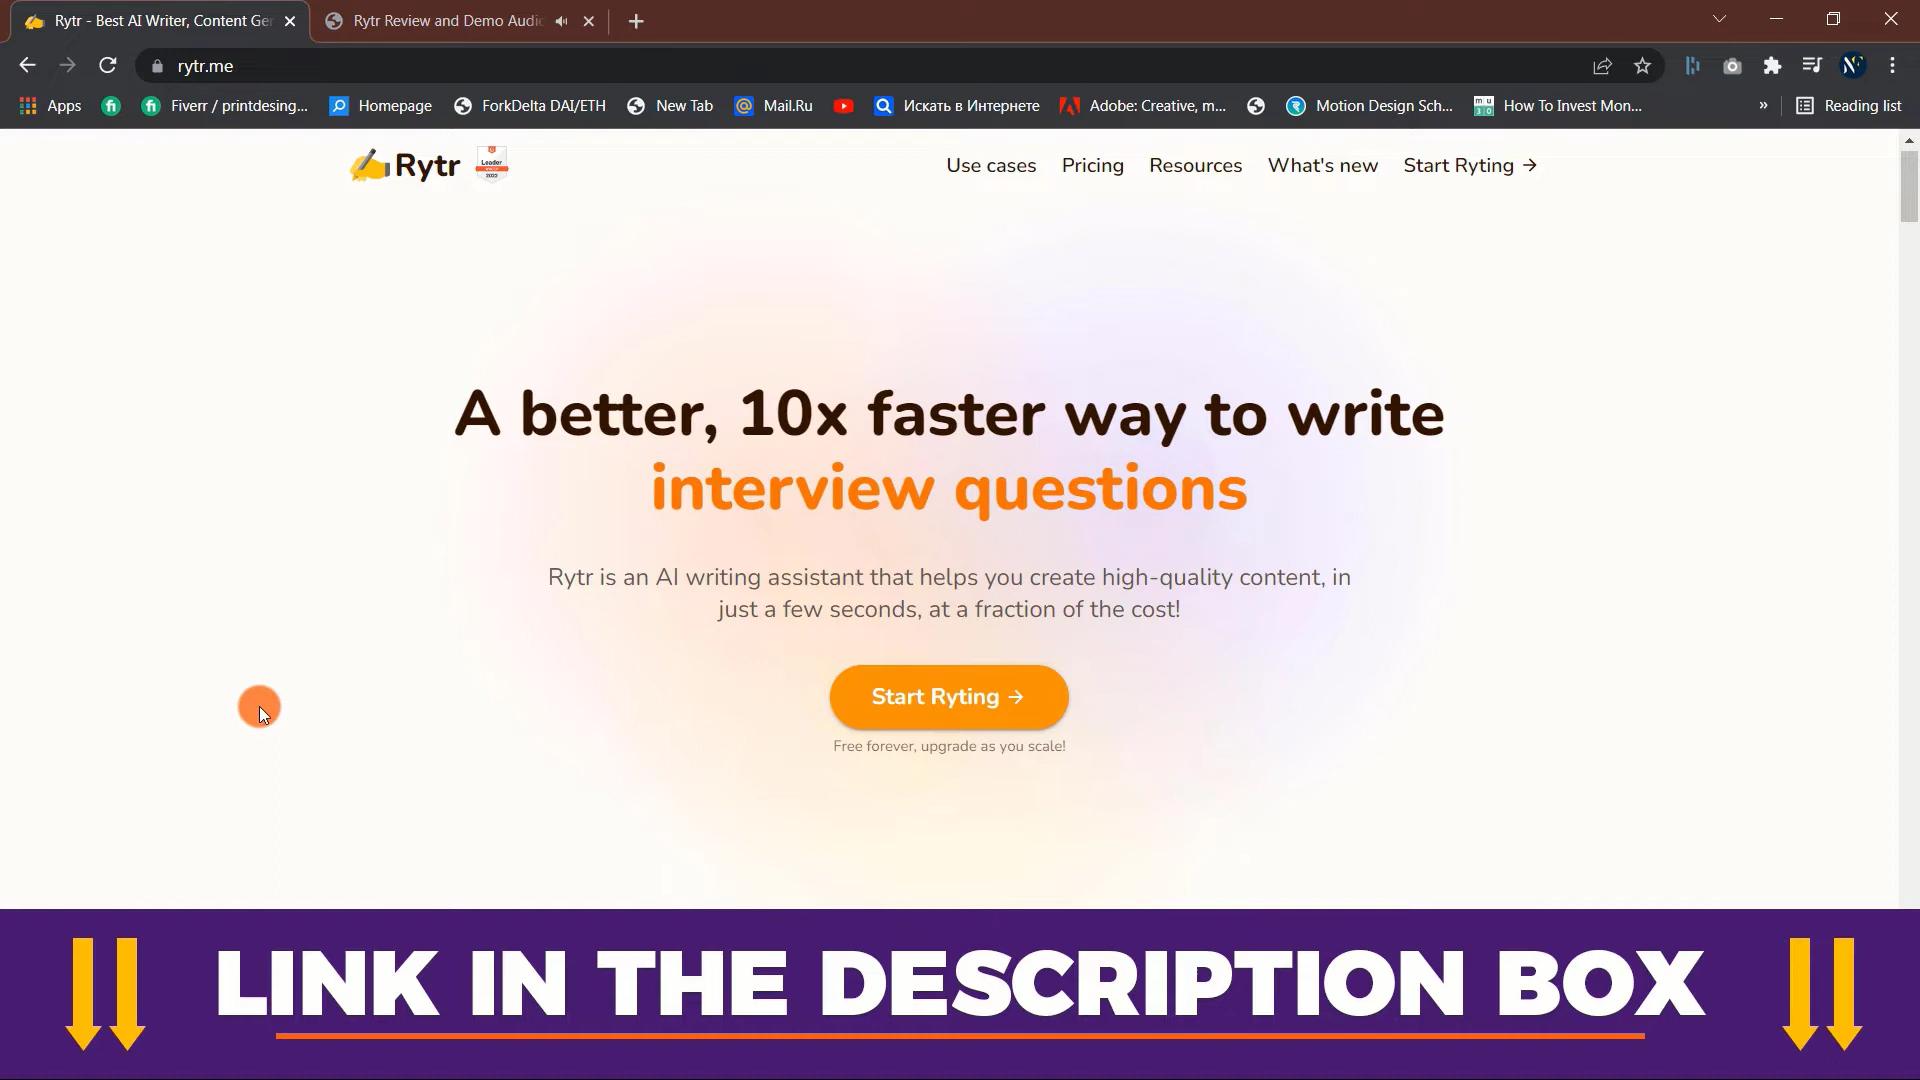 Rytr - Best AI Writer, Content Ger
Rytr Review and Demo Audio
rytr.me
Apps
Fiverr / printdesing...
Homepage
ForkDelta DAI/ETH
New Tab
Mail.Ru
Искать в Интернете
Adobe: Creative, m...
Motion Design Sch...
How To Invest Mon...
»
Reading list
Rytr
Leader
2022
Use cases
Pricing
Resources
What's new
Start Ryting →
A better, 10x faster way to write
interview questions
Rytr is an AI writing assistant that helps you create high-quality content, in
just a few seconds, at a fraction of the cost!
Start Ryting →
Free forever, upgrade as you scale!
LINK IN THE DESCRIPTION BOX